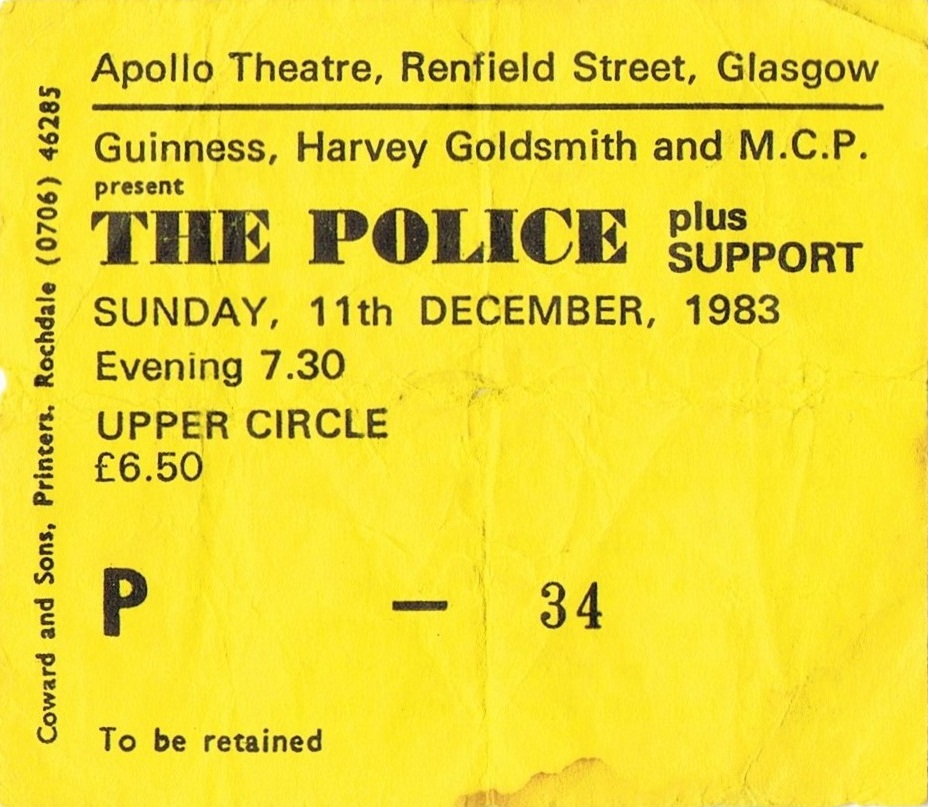 Apollo Theatre, Renfield Street, Glasgow
Guinness, Harvey Goldsmith and M.C.P.
present
THE POLICE plus SUPPORT
SUNDAY, 11th DECEMBER, 1983
Evening 7.30
UPPER CIRCLE
£6.50
P — 34
To be retained
Coward and Sons, Printers, Rochdale (0706) 46285